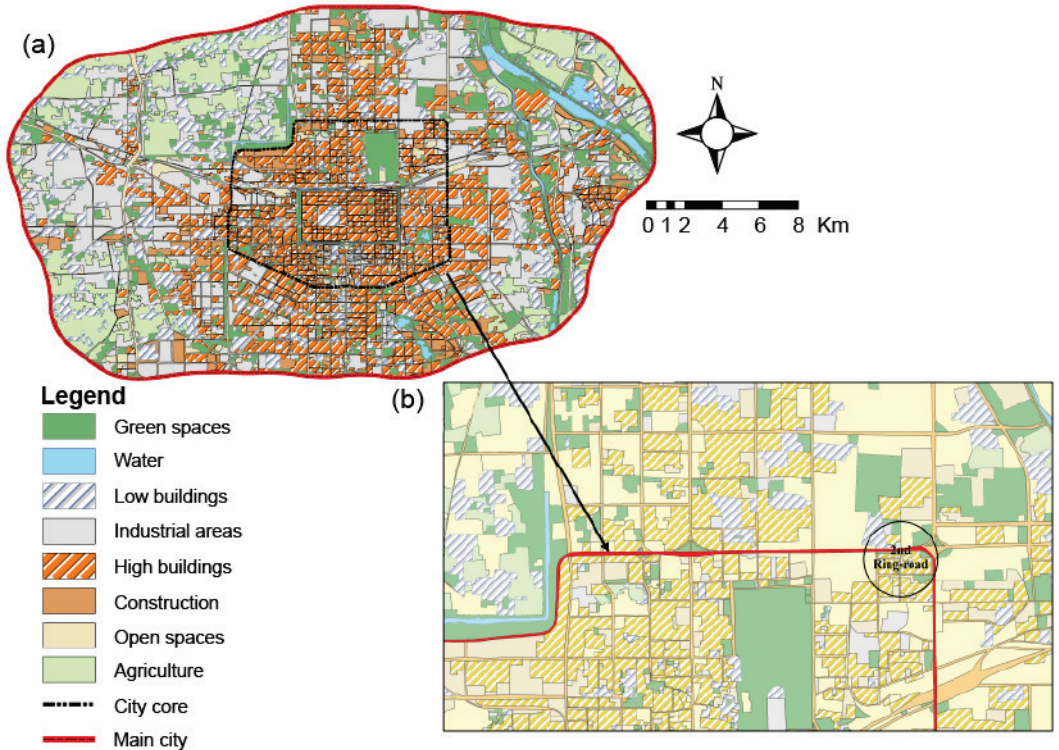 (a)
N
0 1 2 4 6 8 Km
Legend
Green spaces
Water
Low buildings
Industrial areas
High buildings
Construction
Open spaces
Agriculture
City core
Main city
(b)
2nd
Ring-road